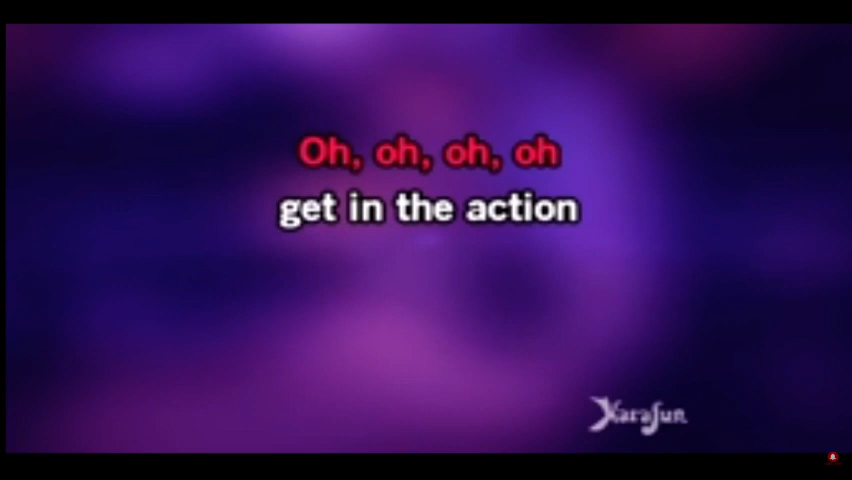 Oh, oh, oh, oh
get in the action
KaraFun